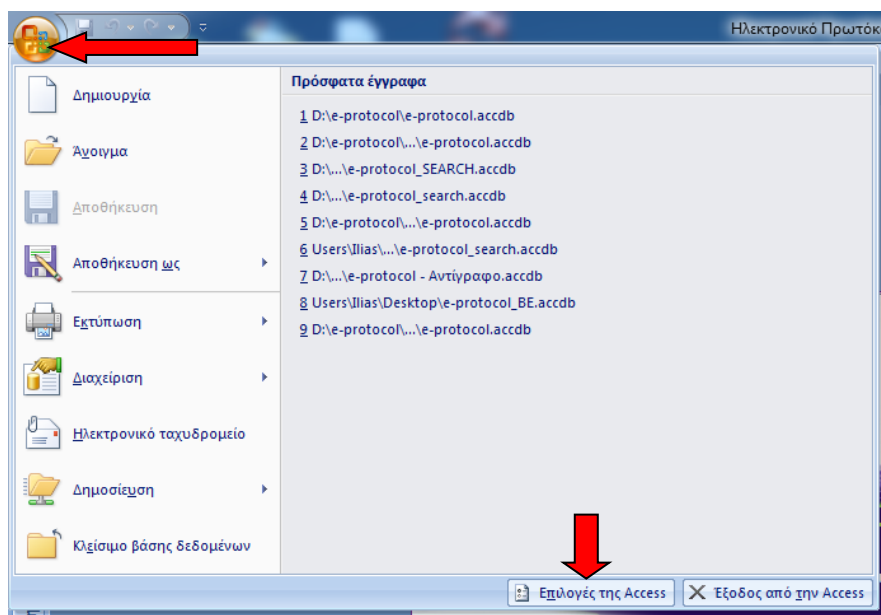 Ηλεκτρονικό Πρωτόκ
Δημιουργία
Άνοιγμα
Αποθήκευση
Αποθήκευση ως
Εκτύπωση
Διαχείριση
Ηλεκτρονικό ταχυδρομείο
Δημοσίευση
Κλείσιμο βάσης δεδομένων
Πρόσφατα έγγραφα
1 D:\e-protocol\e-protocol.accdb
2 D:\e-protocol\...\e-protocol.accdb
3 D:\...\e-protocol_SEARCH.accdb
4 D:\...\e-protocol_search.accdb
5 D:\e-protocol\...\e-protocol.accdb
6 Users\Ilias\...\e-protocol_search.accdb
7 D:\...\e-protocol - Αντίγραφο.accdb
8 Users\Ilias\Desktop\e-protocol_BE.accdb
9 D:\e-protocol\...\e-protocol.accdb
Επιλογές της Access
Έξοδος από την Access